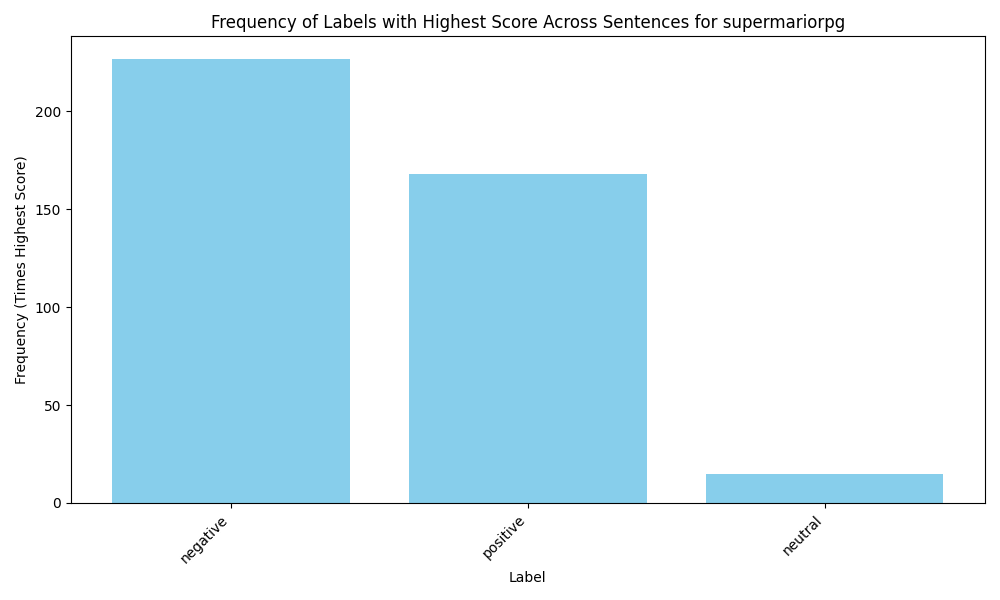 Frequency of Labels with Highest Score Across Sentences for supermariorpg
Frequency (Times Highest Score)
200
150
100
50
0
negative
positive
neutral
Label